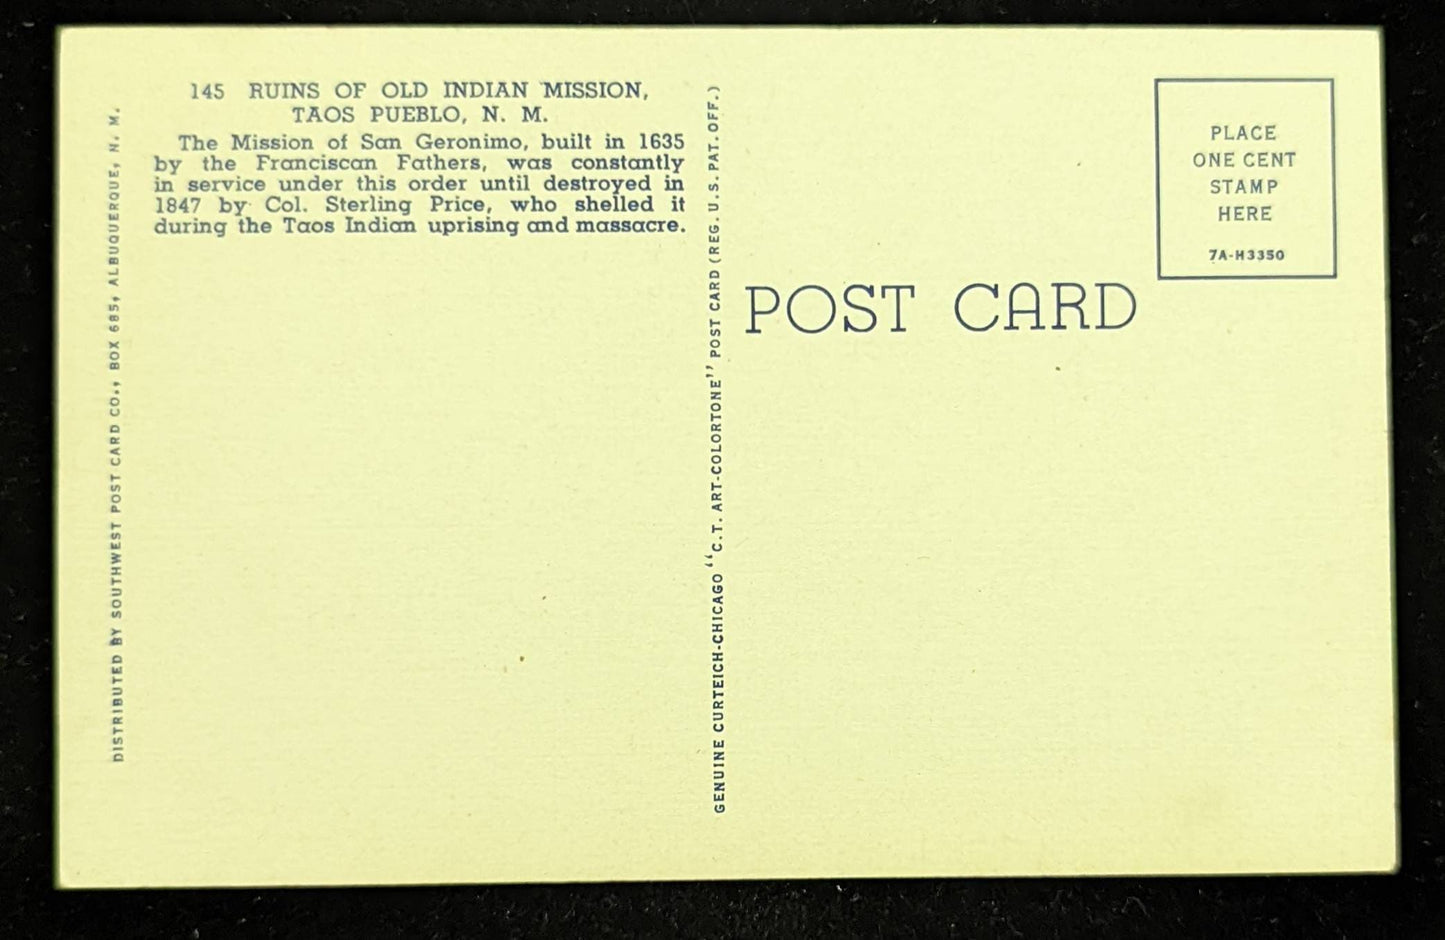 145 RUINS OF OLD INDIAN MISSION,
TAOS PUEBLO, N. M.
The Mission of San Geronimo, built in 1635
by the Franciscan Fathers, was constantly
in service under this order until destroyed in
1847 by Col. Sterling Price, who shelled it
during the Taos Indian uprising and massacre.
DISTRIBUTED BY SOUTHWEST POST CARD CO., BOX 685, ALBUQUERQUE, N. M.
GENUINE CURTEICH-CHICAGO "C.T. ART-COLORTONE" POST CARD (REG. U.S. PAT. OFF.)
POST CARD
PLACE
ONE CENT
STAMP
HERE
7A-H3350